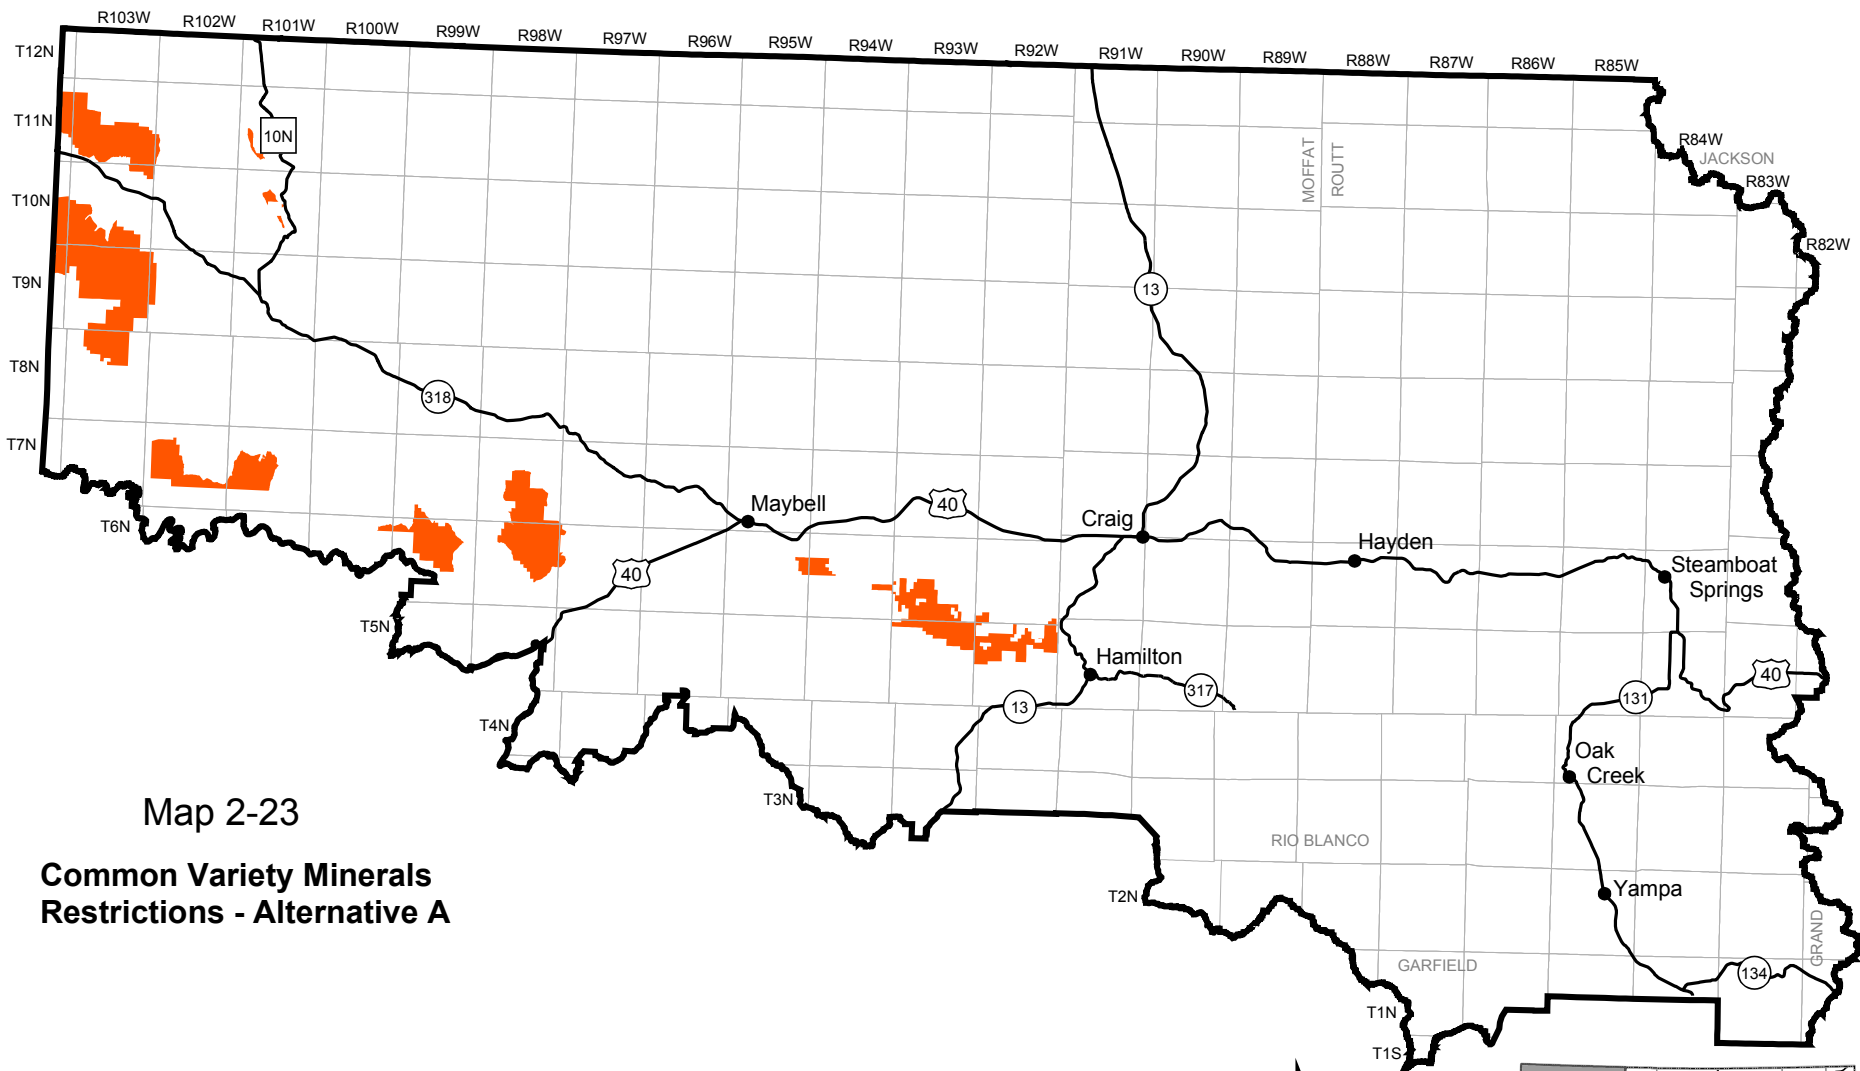 R103W R102W R101W R100W R99W R98W R97W R96W R95W R94W R93W R92W R91W R90W R89W R88W R87W R86W R85W
T12N
T11N
10N
R84W
JACKSON
MOFFAT
ROUTT
R83W
T10N
R82W
T9N
13
T8N
318
T7N
Maybell
40
Craig
T6N
Hayden
40
Steamboat
Springs
T5N
Hamilton
40
317
131
13
T4N
Oak
Creek
T3N
Map 2-23
RIO BLANCO
Common Variety Minerals
Restrictions - Alternative A
T2N
Yampa
GRAND
GARFIELD
134
T1N
T1S